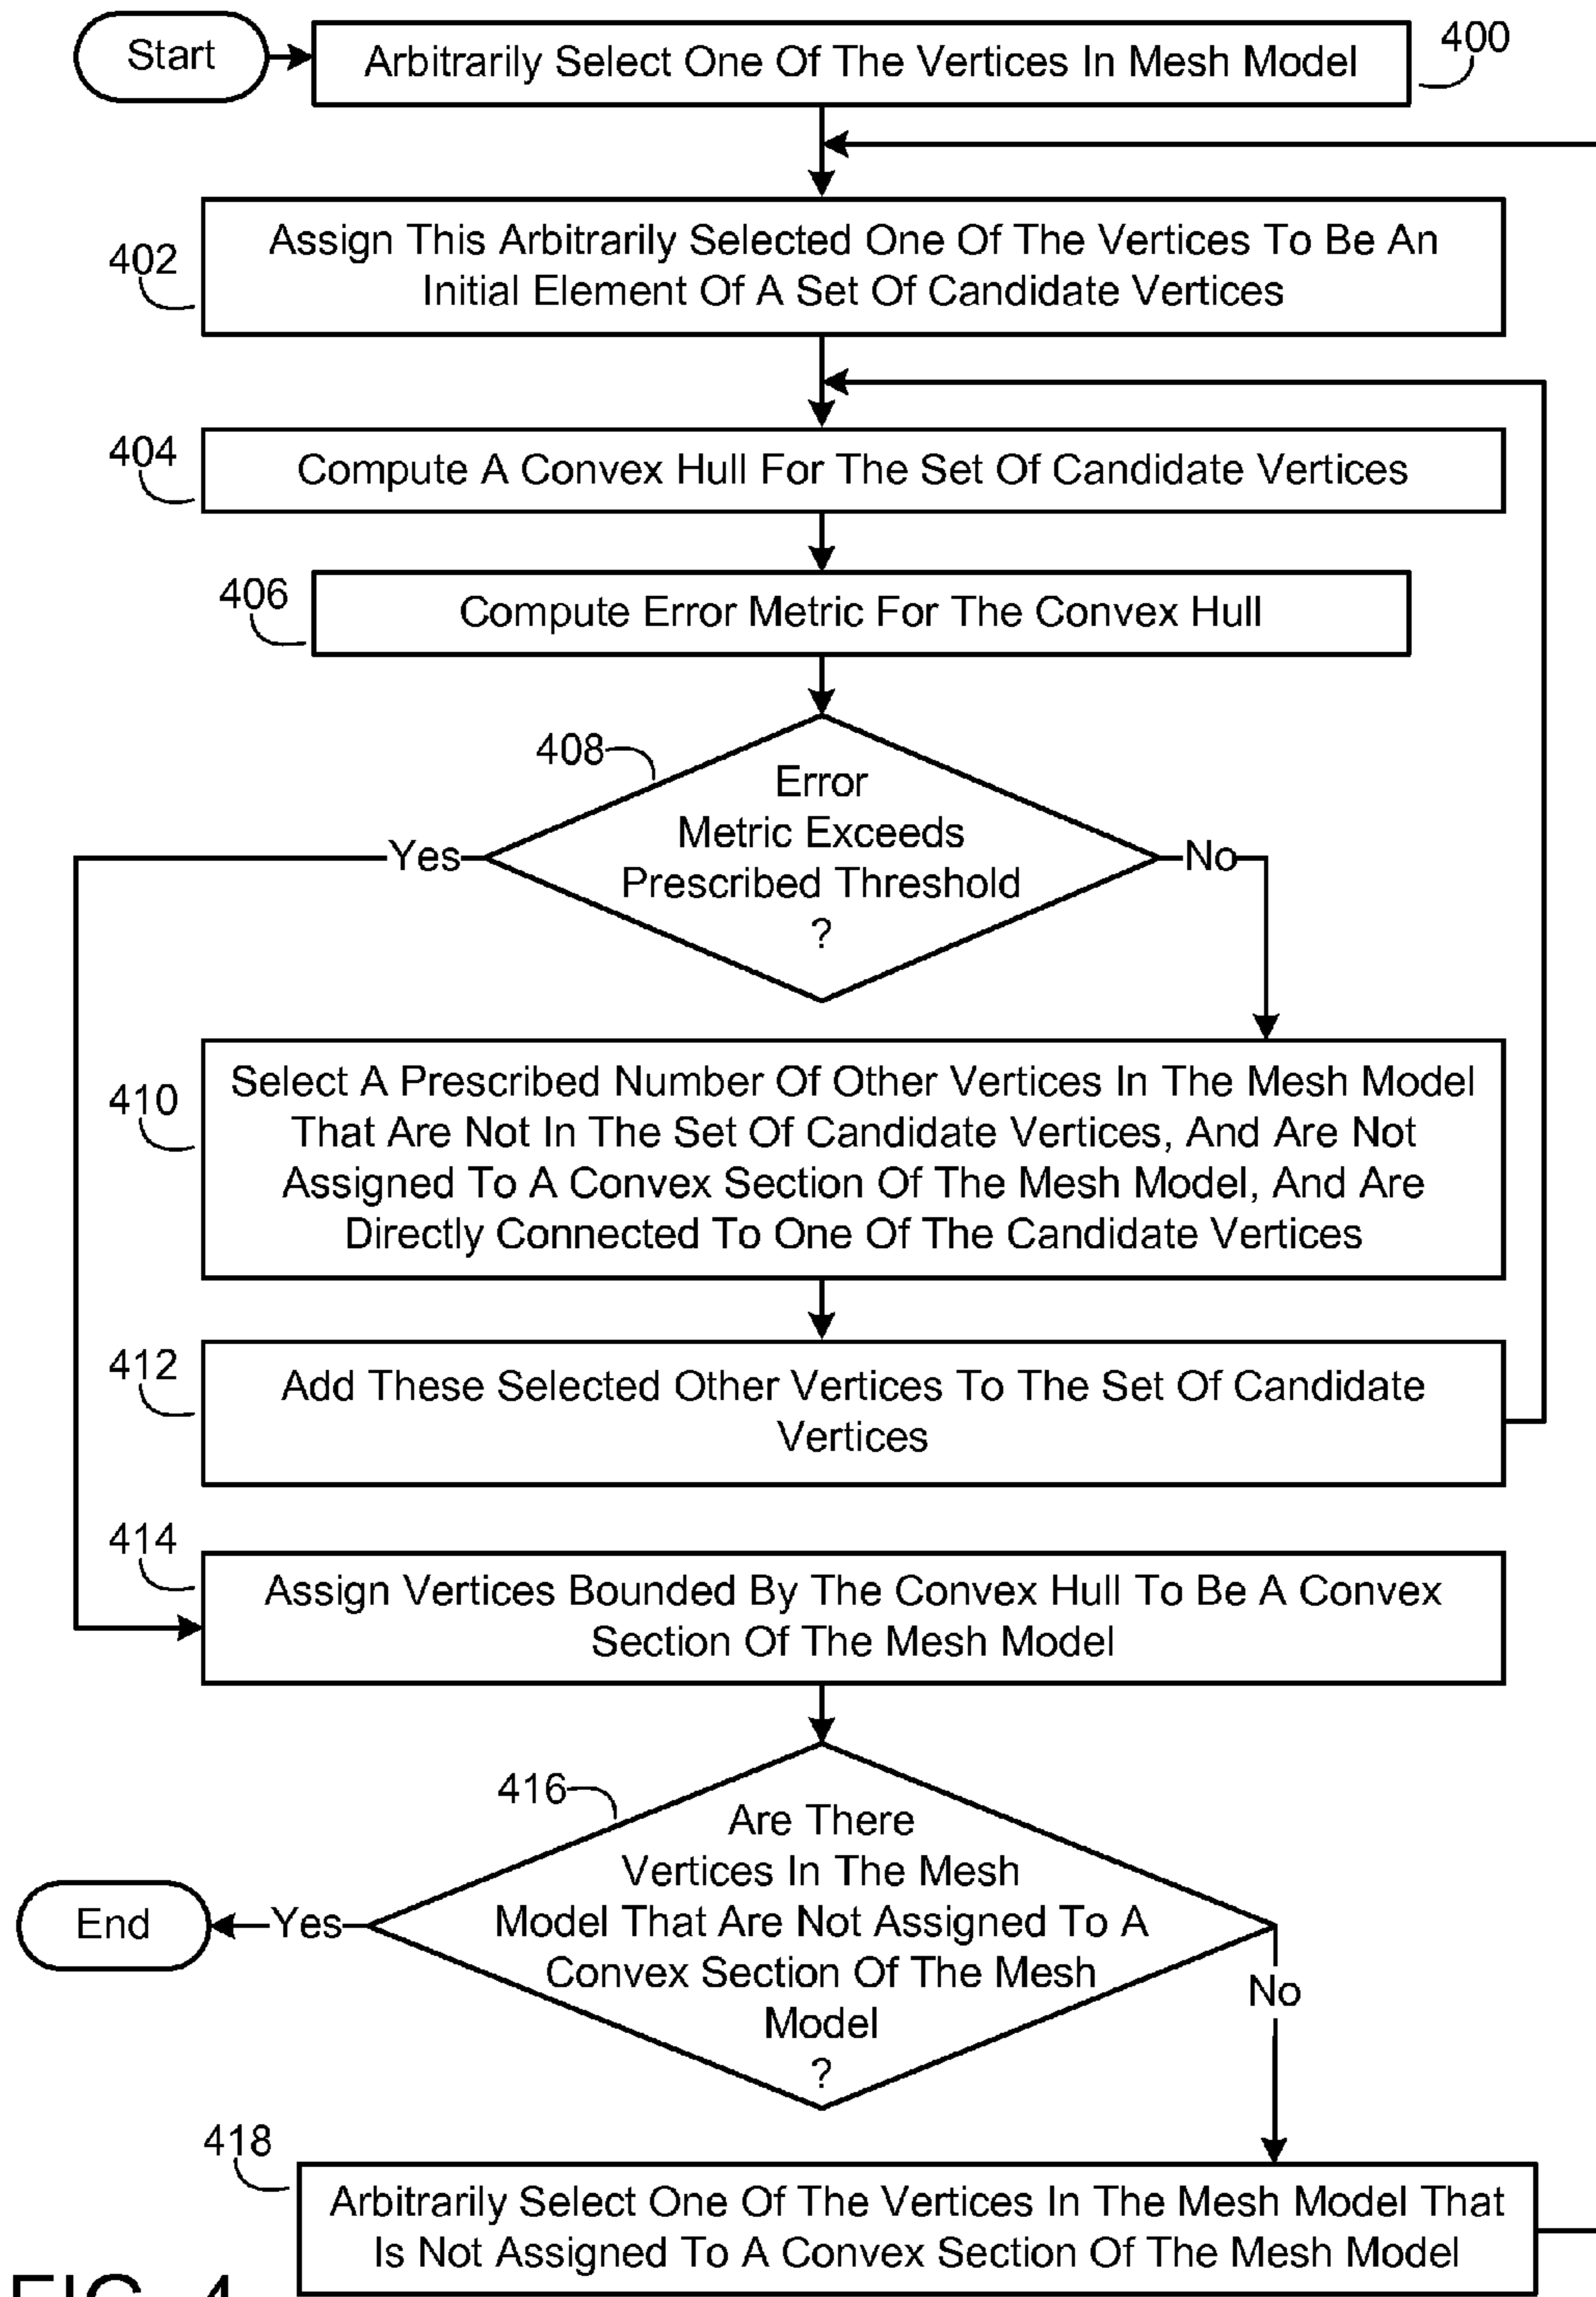 Start
Arbitrarily Select One Of The Vertices In Mesh Model
400
402
Assign This Arbitrarily Selected One Of The Vertices To Be An
Initial Element Of A Set Of Candidate Vertices
404
Compute A Convex Hull For The Set Of Candidate Vertices
406
Compute Error Metric For The Convex Hull
408
Error
Metric Exceeds
Prescribed Threshold
?
Yes
No
410
Select A Prescribed Number Of Other Vertices In The Mesh Model
That Are Not In The Set Of Candidate Vertices, And Are Not
Assigned To A Convex Section Of The Mesh Model, And Are
Directly Connected To One Of The Candidate Vertices
412
Add These Selected Other Vertices To The Set Of Candidate
Vertices
414
Assign Vertices Bounded By The Convex Hull To Be A Convex
Section Of The Mesh Model
416
Are There
Vertices In The Mesh
Model That Are Not Assigned To A
Convex Section Of The Mesh
Model
?
End
Yes
No
418
Arbitrarily Select One Of The Vertices In The Mesh Model That
Is Not Assigned To A Convex Section Of The Mesh Model
FIG. 4